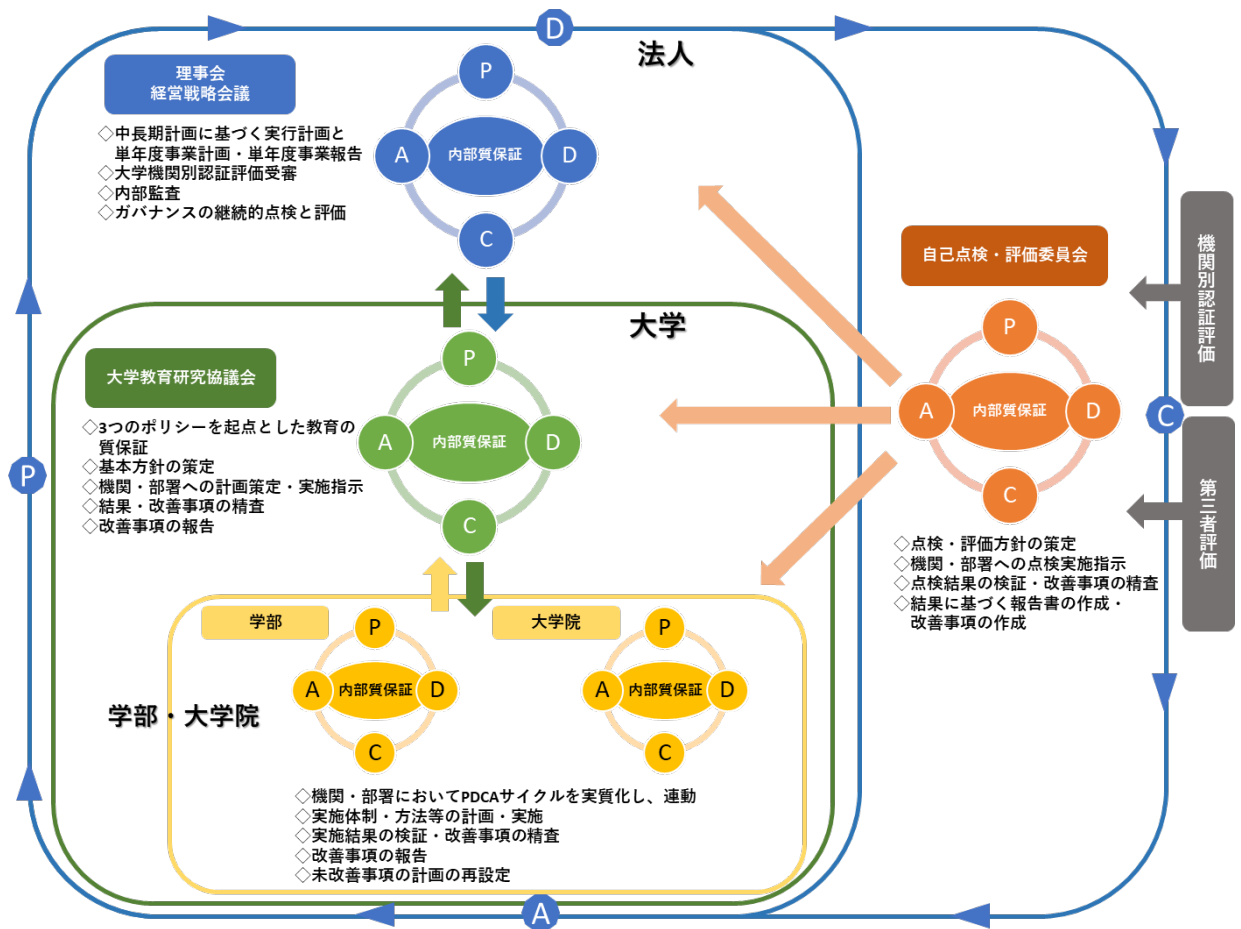 D
法人
理事会
経営戦略会議
◇中長期計画に基づく実行計画と
単年度事業計画・単年度事業報告
◇大学機関別認証評価受審
◇内部監査
◇ガバナンスの継続的点検と評価
P
A
内部質保証
D
C
大学
大学教育研究協議会
◇3つのポリシーを起点とした教育の
質保証
◇基本方針の策定
◇機関・部署への計画策定・実施指示
◇結果・改善事項の精査
◇改善事項の報告
P
A
内部質保証
D
C
P
学部・大学院
学部
P
A
内部質保証
D
C
大学院
P
A
内部質保証
D
C
◇機関・部署においてPDCAサイクルを実質化し、連動
◇実施体制・方法等の計画・実施
◇実施結果の検証・改善事項の精査
◇改善事項の報告
◇未改善事項の計画の再設定
自己点検・評価委員会
P
A
内部質保証
D
C
◇点検・評価方針の策定
◇機関・部署への点検実施指示
◇点検結果の検証・改善事項の精査
◇結果に基づく報告書の作成・
改善事項の作成
機関別認証評価
C
第三者評価
A